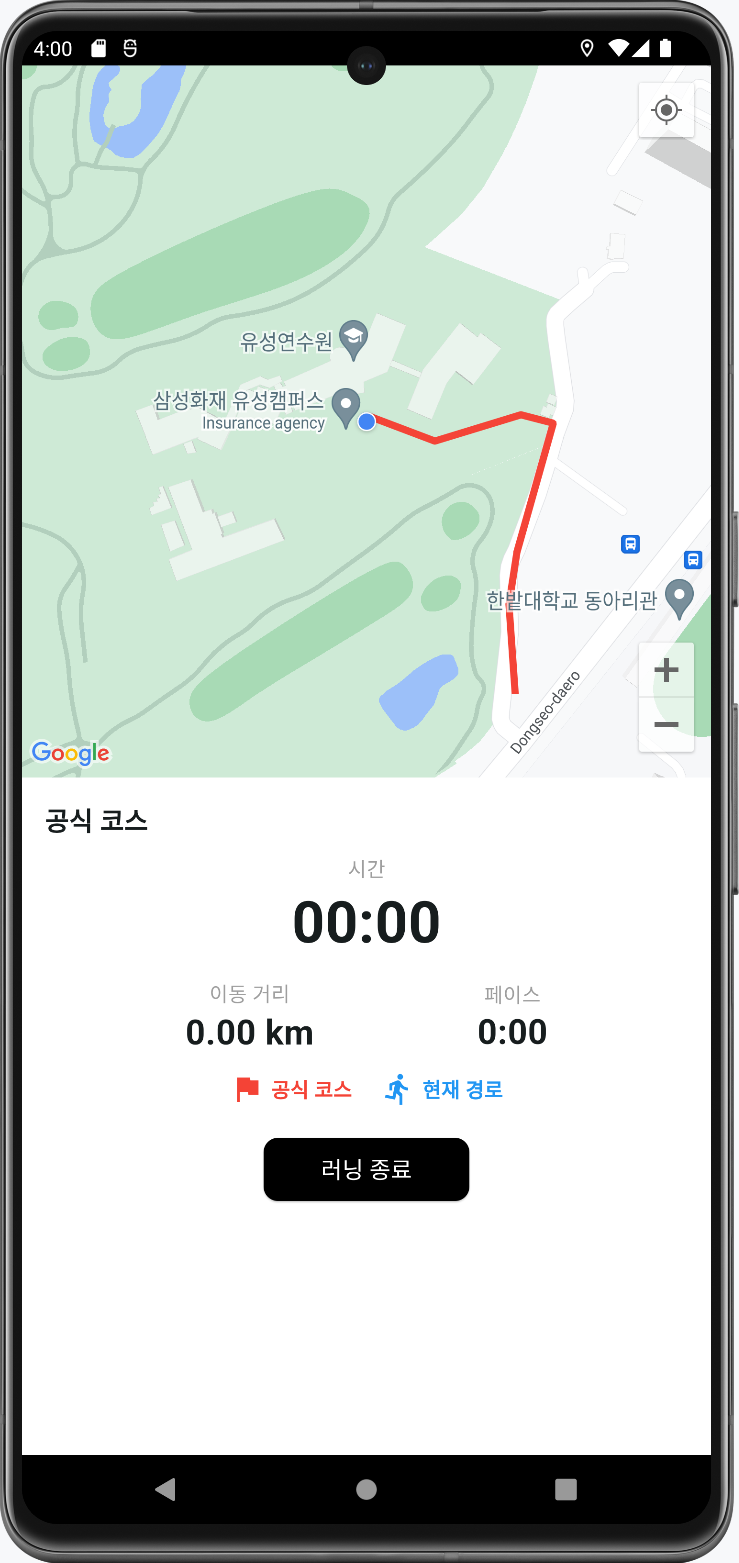 4:00
유성연수원
삼성화재 유성캠퍼스
Insurance agency
한밭대학교 동아리관
Dongseo-daero
Google
공식 코스
시간
00:00
이동 거리
페이스
0.00 km
0:00
공식 코스
현재 경로
러닝 종료